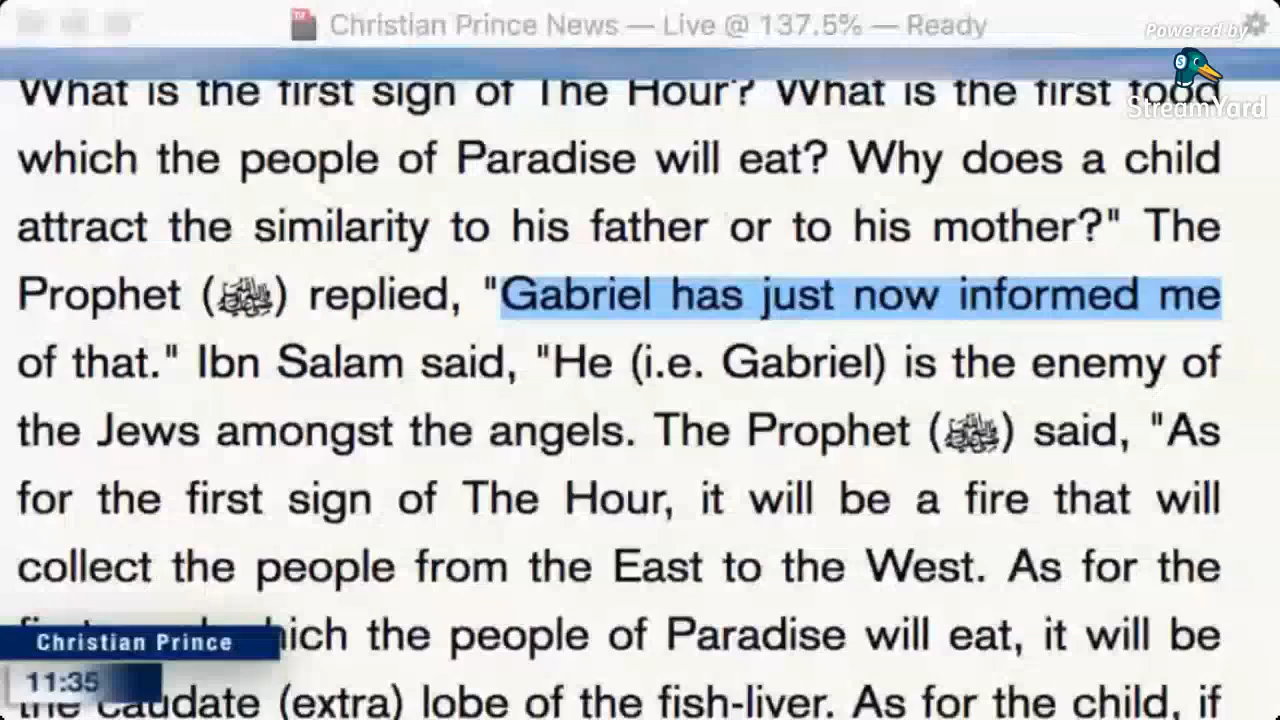 Christian Prince News — Live @ 137.5% — Ready
Powered by
StreamYard
What is the first sign of The Hour? What is the first food
which the people of Paradise will eat? Why does a child
attract the similarity to his father or to his mother?" The
Prophet (ﷺ) replied, "Gabriel has just now informed me
of that." Ibn Salam said, "He (i.e. Gabriel) is the enemy of
the Jews amongst the angels. The Prophet (ﷺ) said, "As
for the first sign of The Hour, it will be a fire that will
collect the people from the East to the West. As for the
which the people of Paradise will eat, it will be
the caudate (extra) lobe of the fish-liver. As for the child, if
Christian Prince
11:35